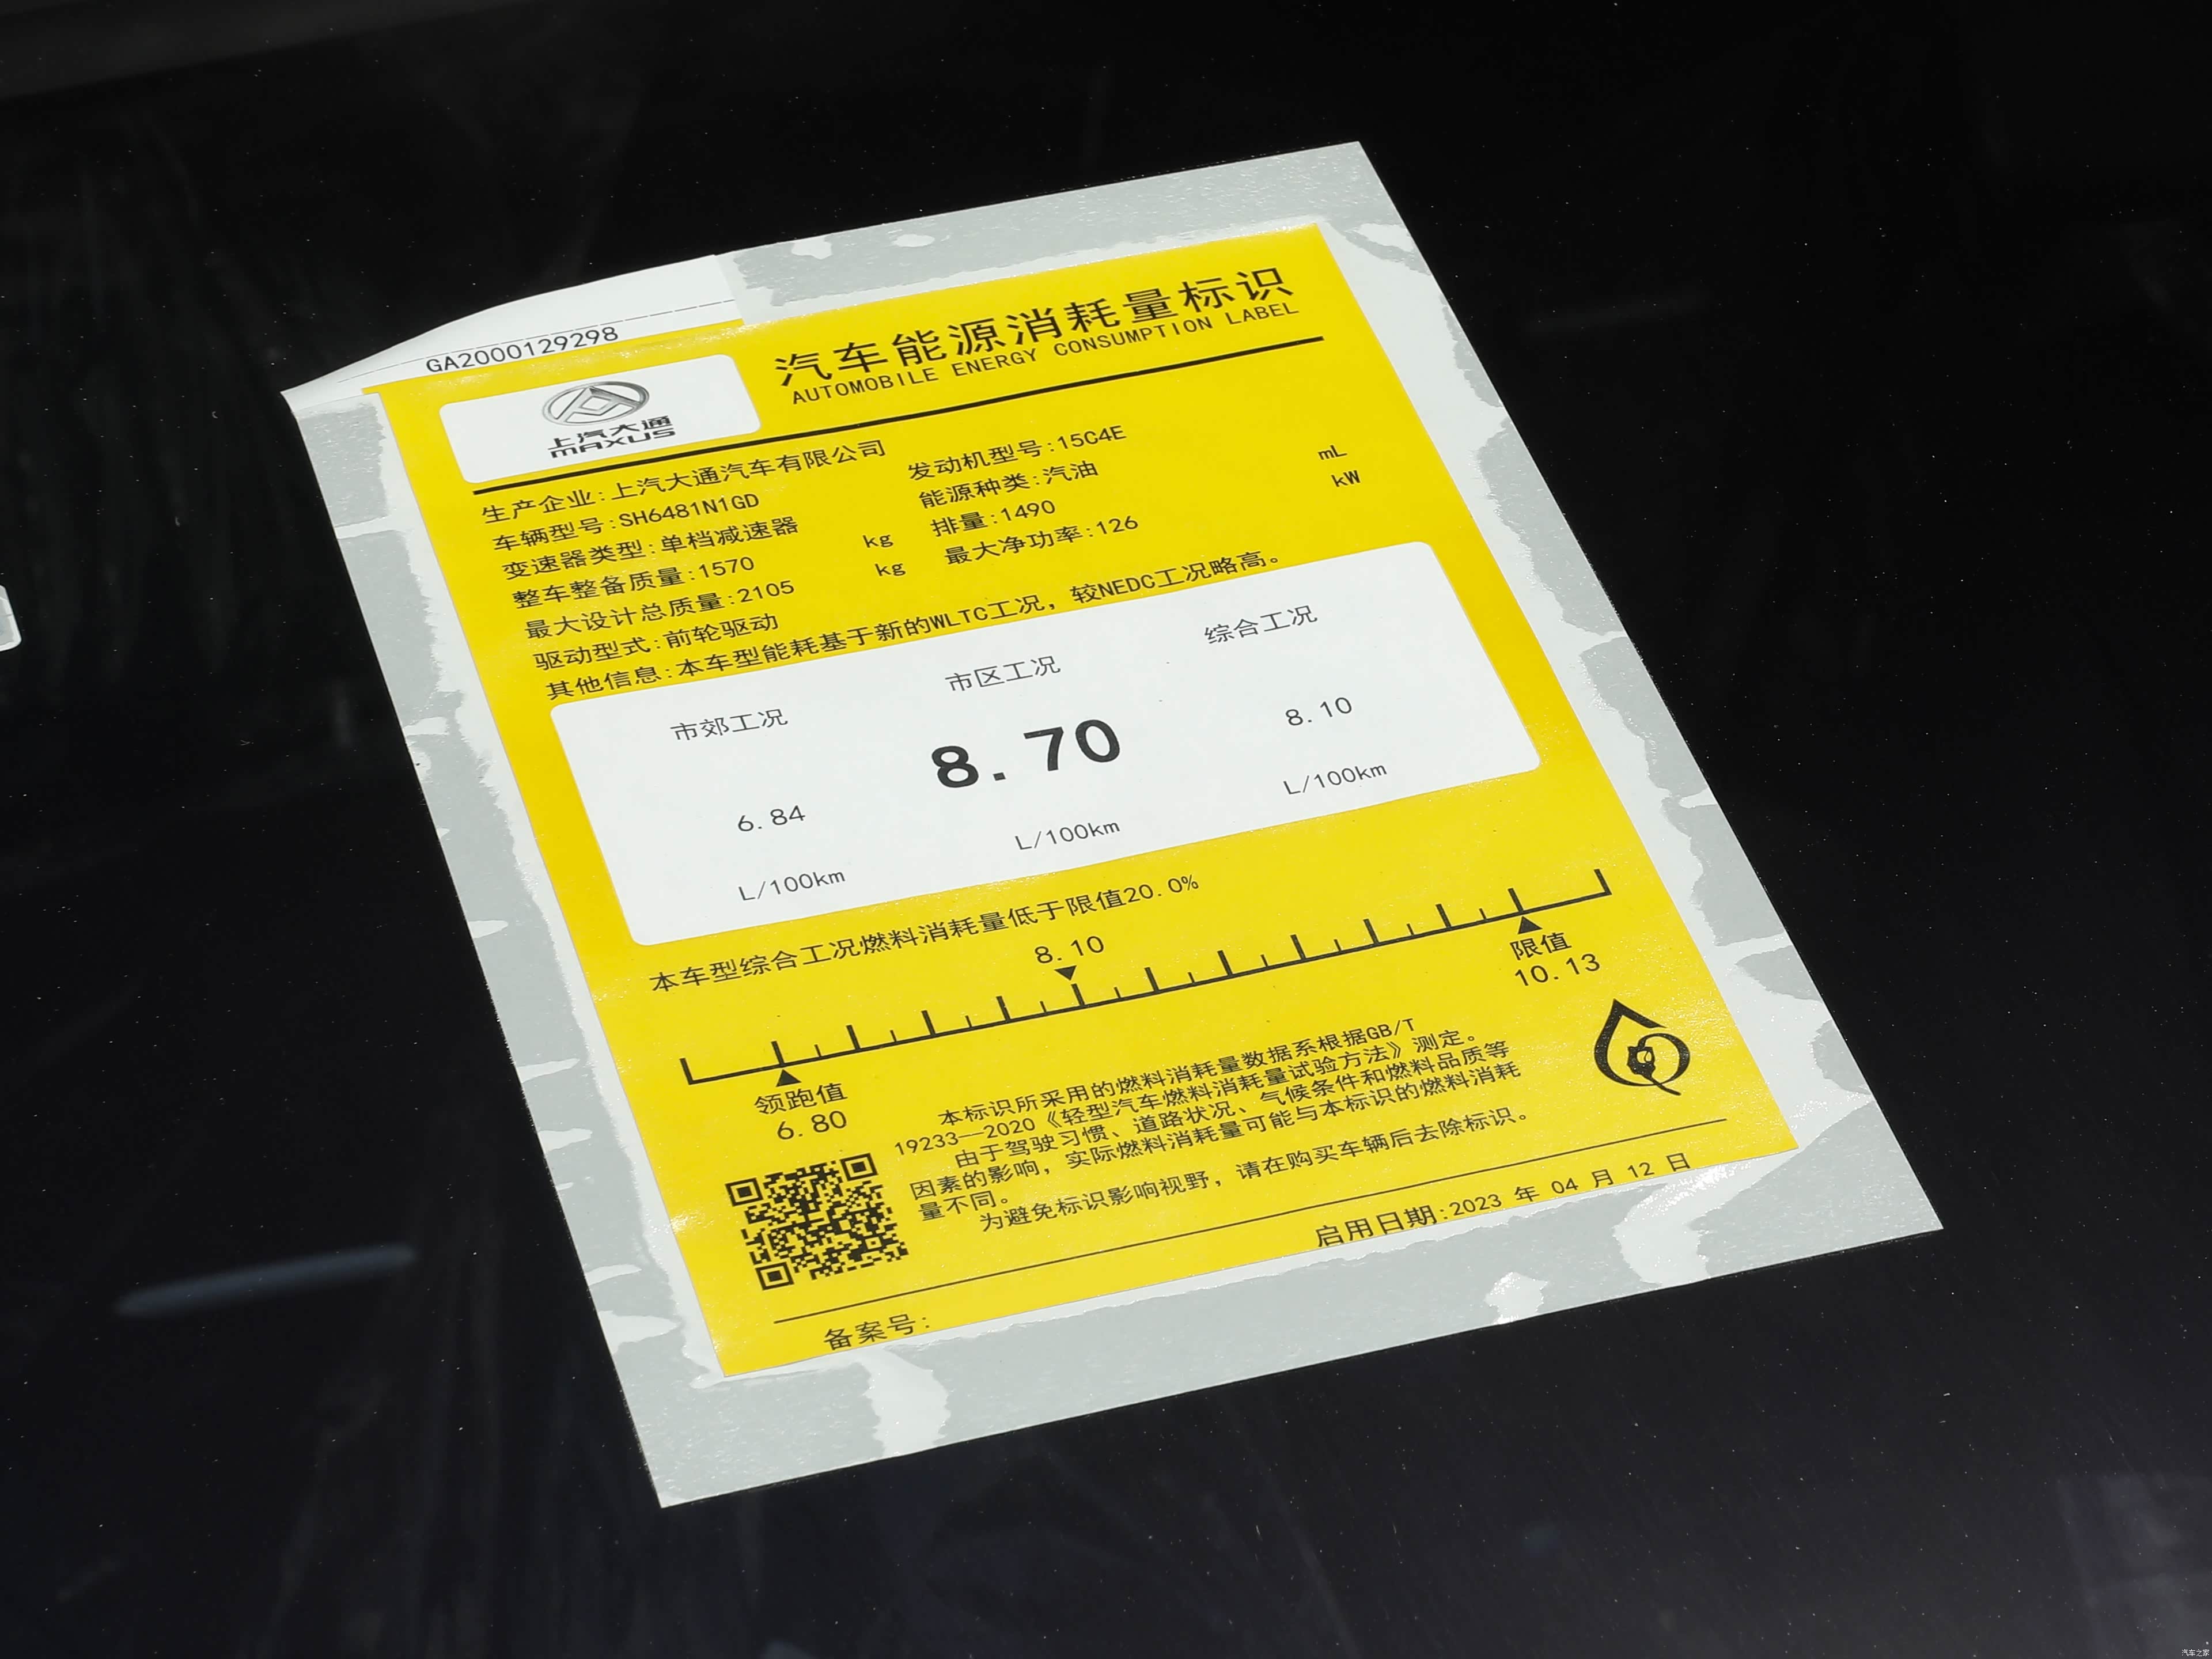 GA2000129298
上汽大通
MAXUS
汽车能源消耗量标识
AUTOMOBILE ENERGY CONSUMPTION LABEL
生产企业:上汽大通汽车有限公司
车辆型号:SH6481N1GD
变速器类型:单档减速器
整车整备质量:1570 kg
最大设计总质量:2105 kg
驱动型式:前轮驱动
其他信息:本车型能耗基于新的WLTC工况，较NEDC工况略高。
发动机型号:15C4E
能源种类:汽油
排量:1490 mL
最大净功率:126 kW
市郊工况
6.84
L/100km
市区工况
8.70
L/100km
综合工况
8.10
L/100km
本车型综合工况燃料消耗量低于限值20.0%
8.10
领跑值
6.80
限值
10.13
本标识所采用的燃料消耗量数据系根据GB/T
19233—2020《轻型汽车燃料消耗量试验方法》测定。
由于驾驶习惯、道路状况、气候条件和燃料品质等
因素的影响，实际燃料消耗量可能与本标识的燃料消耗
量不同。
为避免标识影响视野，请在购买车辆后去除标识。
启用日期:2023 年 04 月 12 日
备案号:
汽车之家